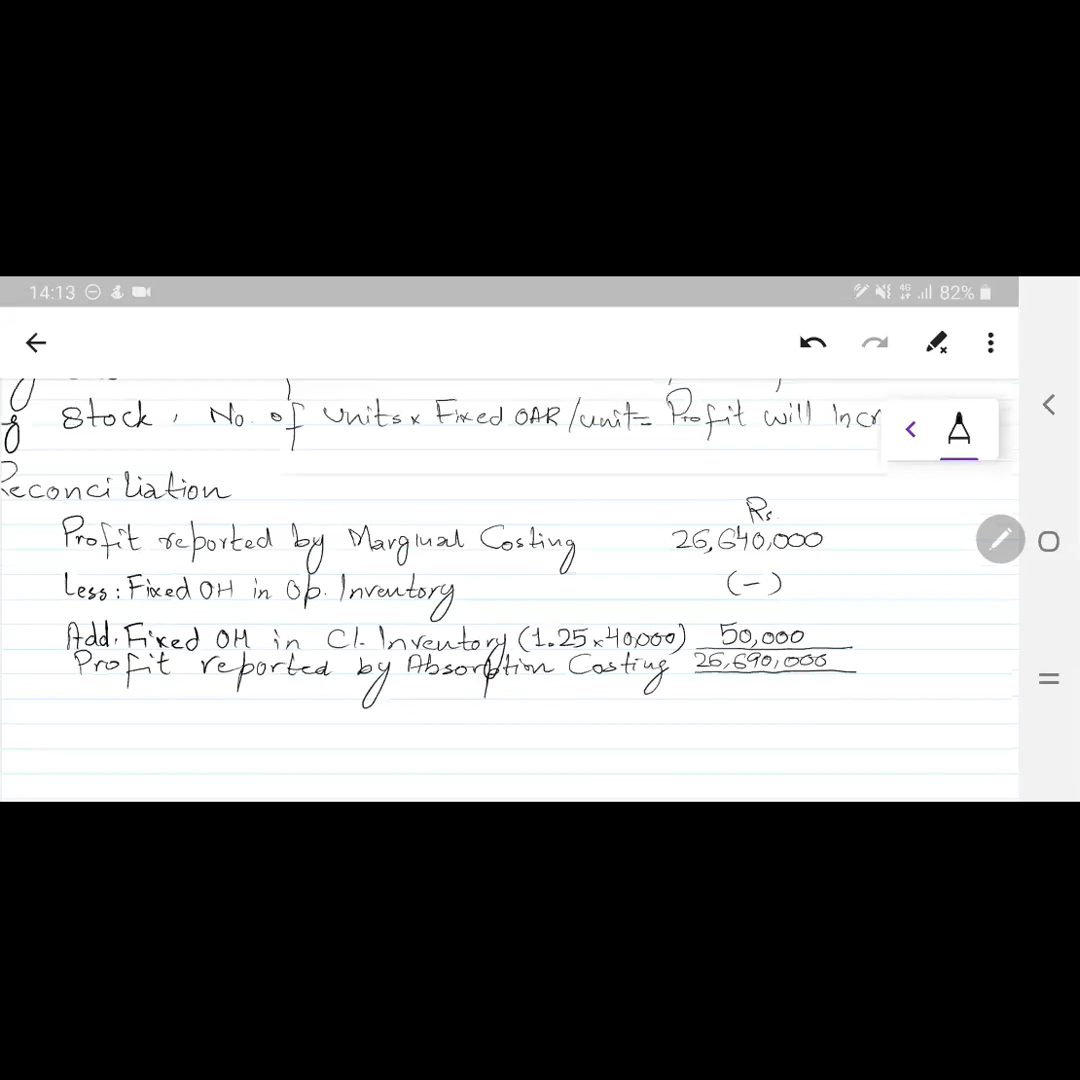 14:13
4G 82%
Stock, No. of units x Fixed OAR/unit = Profit will Incr
Reconciliation
Rs.
Profit reported by Marginal Costing 26,640,000
Less: Fixed OH in Op. Inventory (-)
Add. Fixed OH in Cl. Inventory (1.25x40,000) 50,000
Profit reported by Absorption Costing 26,690,000